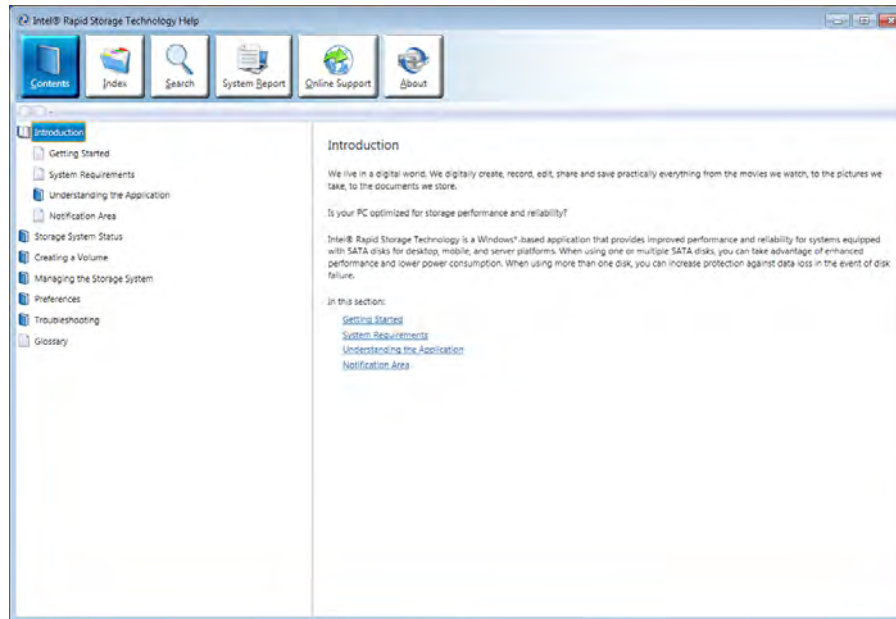 Intel® Rapid Storage Technology Help
Contents
Index
Search
System Report
Online Support
About
Introduction
Getting Started
System Requirements
Understanding the Application
Notification Area
Storage System Status
Creating a Volume
Managing the Storage System
Preferences
Troubleshooting
Glossary
Introduction
We live in a digital world. We digitally create, record, edit, share and save practically everything from the movies we watch, to the pictures we
take, to the documents we store.
Is your PC optimized for storage performance and reliability?
Intel® Rapid Storage Technology is a Windows*-based application that provides improved performance and reliability for systems equipped
with SATA disks for desktop, mobile, and server platforms. When using one or multiple SATA disks, you can take advantage of enhanced
performance and lower power consumption. When using more than one disk, you can increase protection against data loss in the event of disk
failure.
In this section:
Getting Started
System Requirements
Understanding the Application
Notification Area